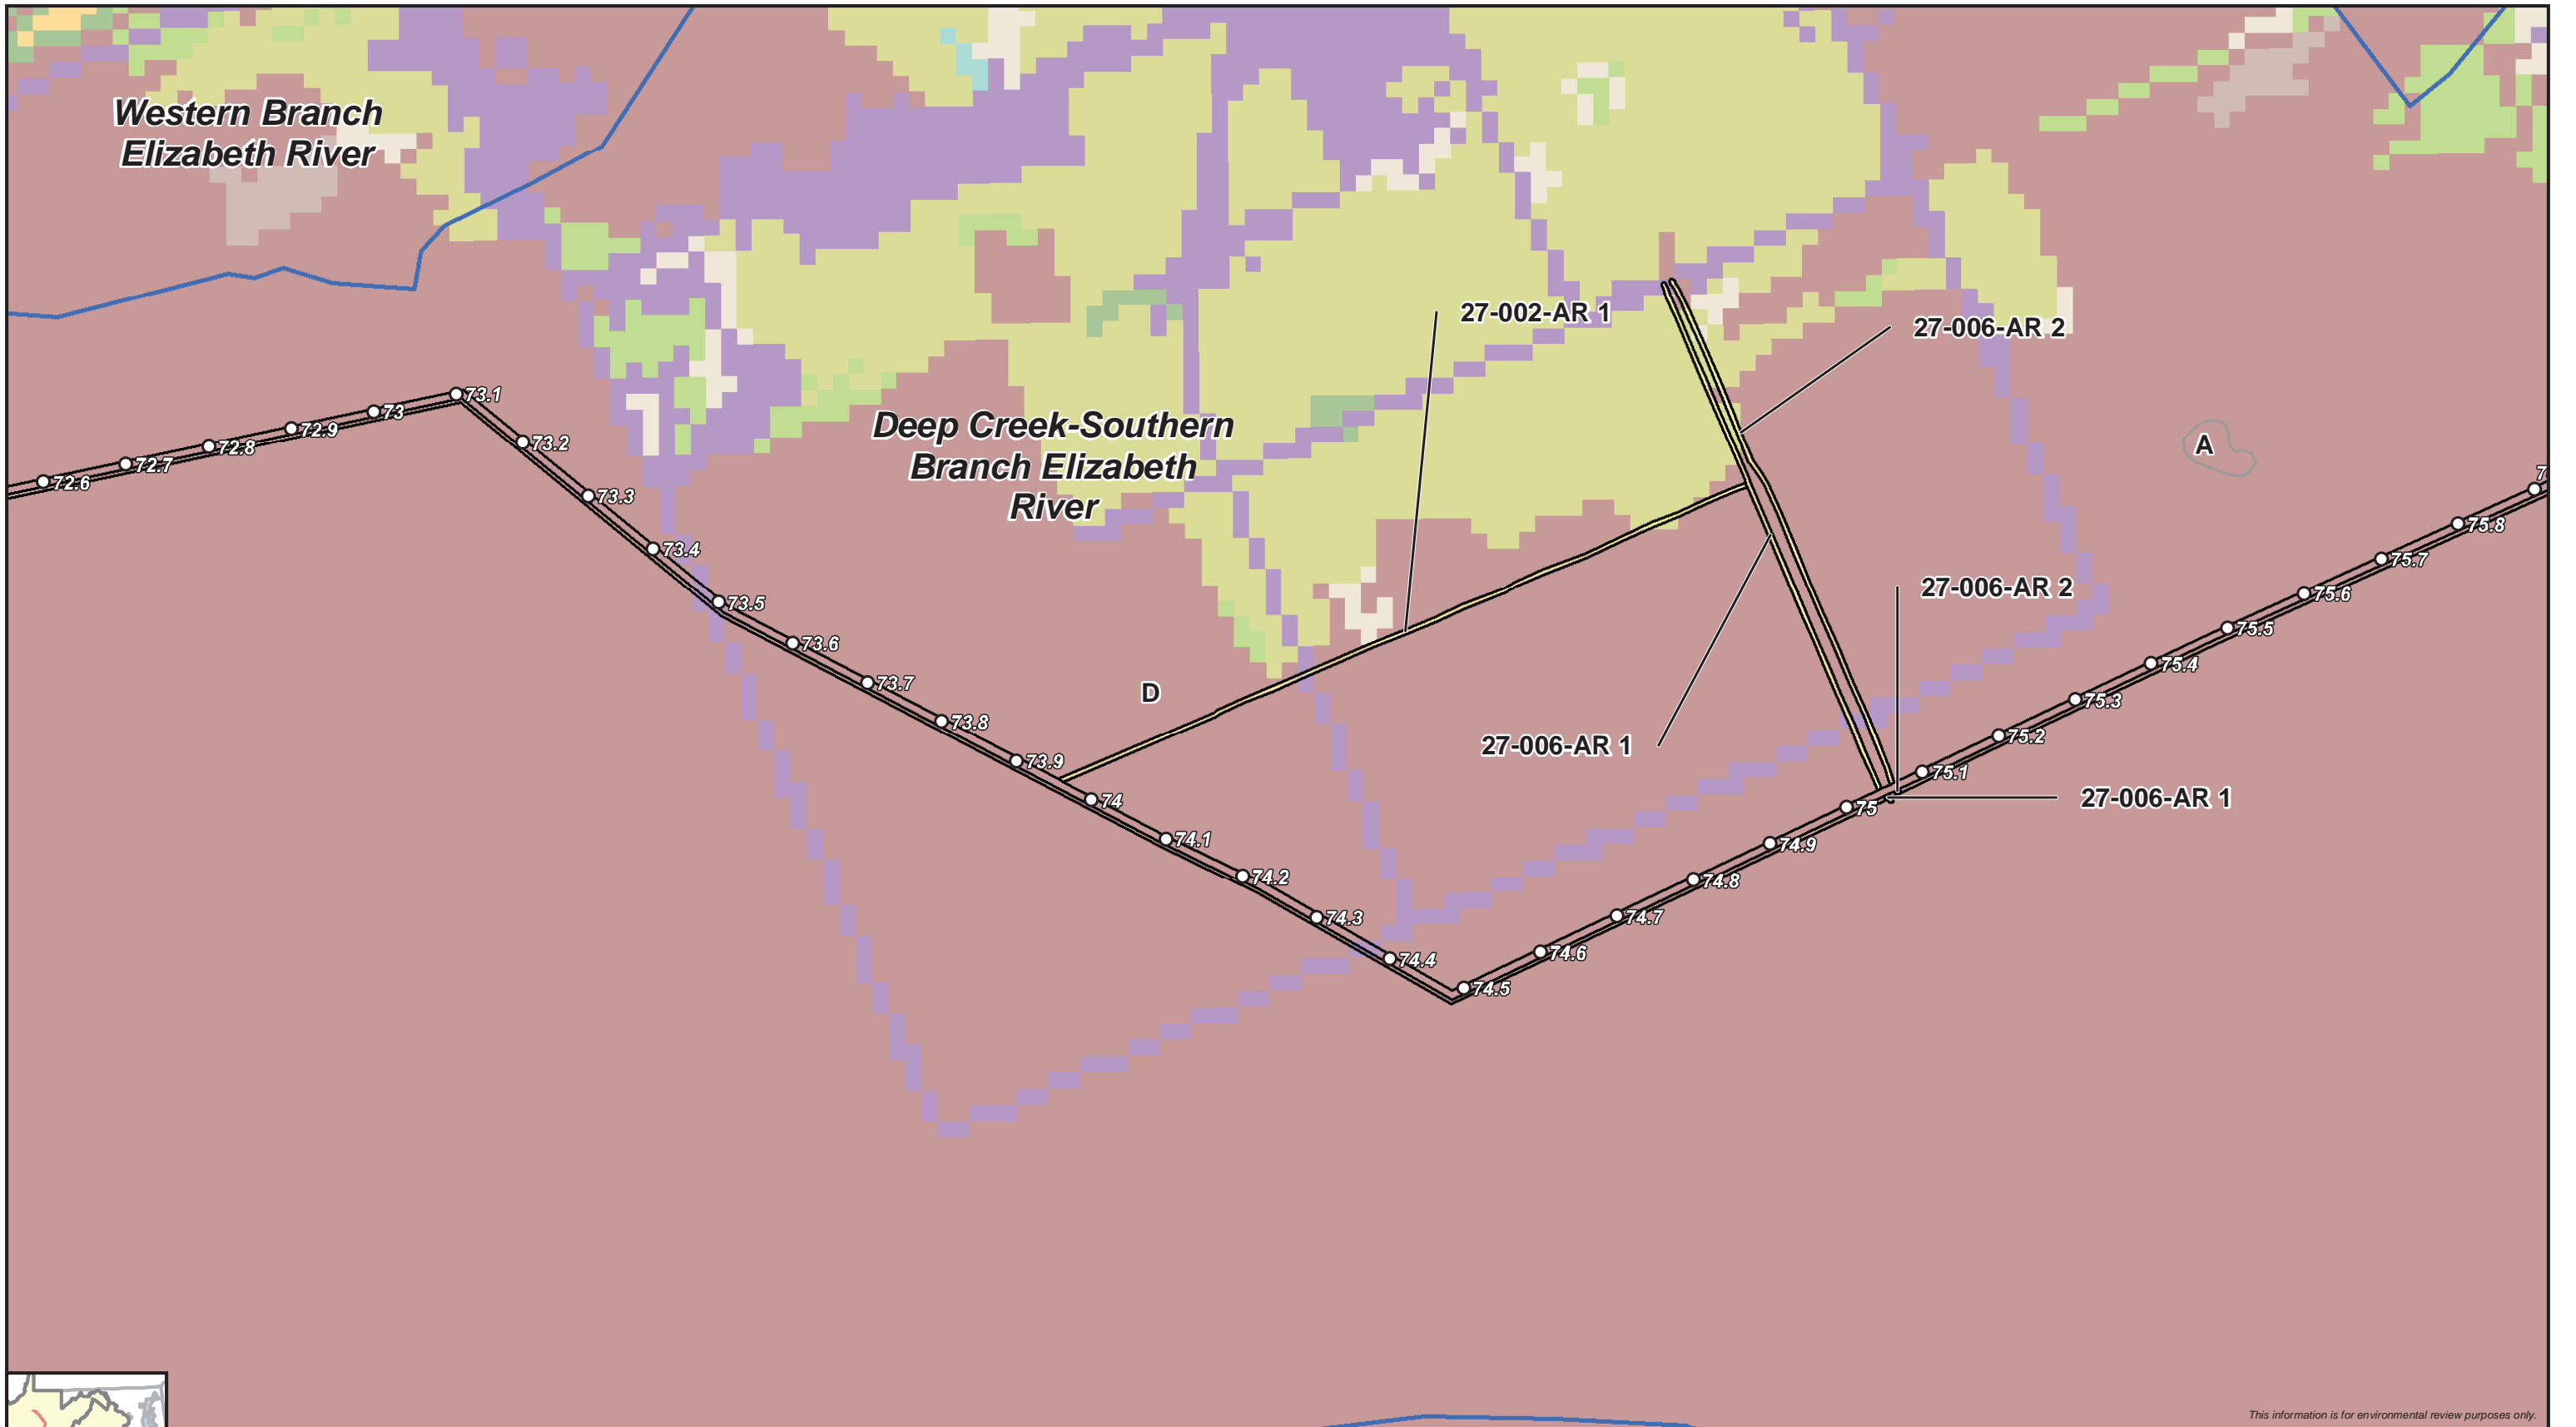 Western Branch
Elizabeth River
27-002-AR 1
27-006-AR 2
73.1
73
72.9
72.8
72.7
72.6
73.2
73.3
73.4
73.5
73.6
73.7
73.8
73.9
Deep Creek-Southern
Branch Elizabeth
River
A
75.8
75.7
75.6
75.5
75.4
75.3
75.2
75.1
27-006-AR 2
D
27-006-AR 1
27-006-AR 1
74
74.1
74.2
74.3
74.4
74.5
74.6
74.7
74.8
74.9
75
This information is for environmental review purposes only.